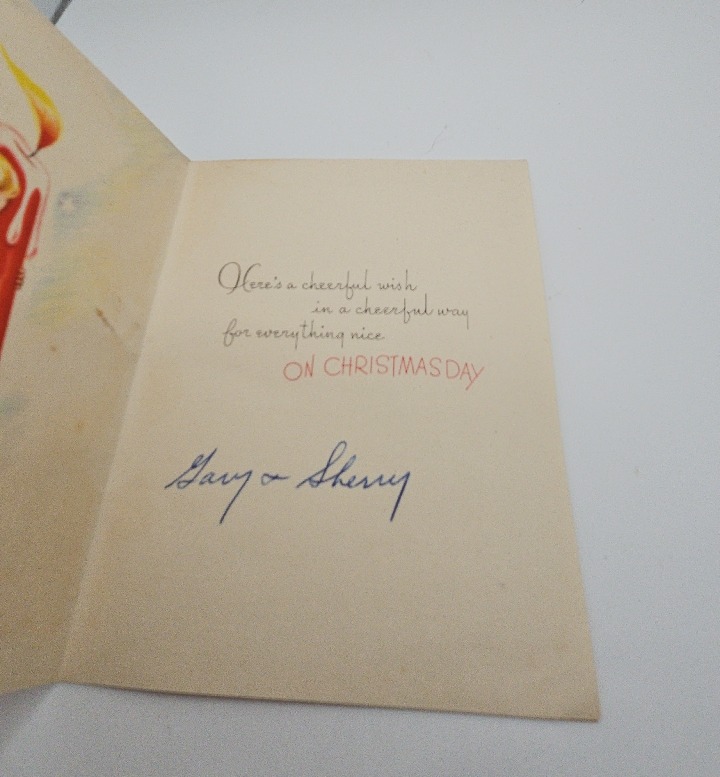 Here's a cheerful wish
in a cheerful way
for everything nice
ON CHRISTMAS DAY
Gary & Sherry